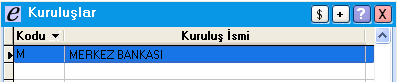 e Kuruluşlar $ + ? X
Kodu Kuruluş İsmi
M MERKEZ BANKASI